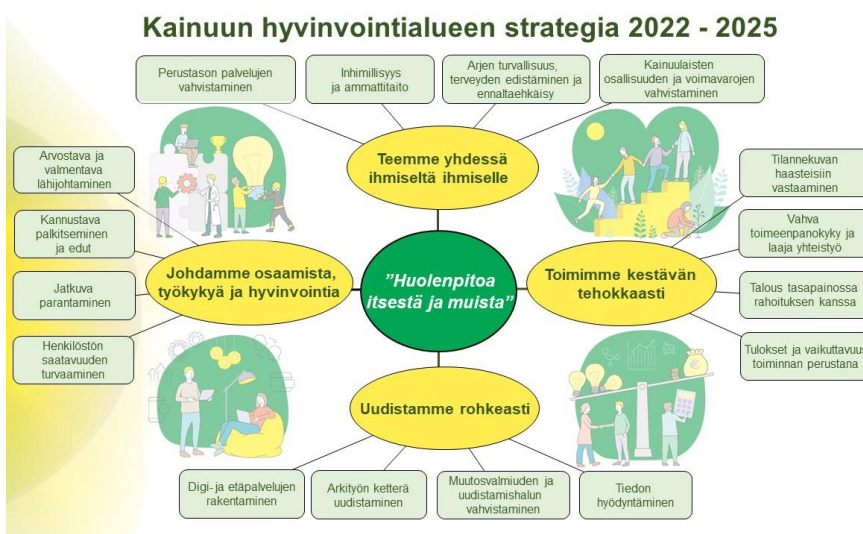 Kainuun hyvinvointialueen strategia 2022 - 2025
Perustason palvelujen
vahvistaminen
Inhimillisyys
ja ammattitaito
Arjen turvallisuus,
terveyden edistäminen ja
ennaltaehkäisy
Kainuulaisten
osallisuuden ja voimavarojen
vahvistaminen
Teemme yhdessä
ihmiseltä ihmiselle
Arvostava ja
valmentava
lähijohtaminen
Kannustava
palkitseminen
ja edut
Jatkuva
parantaminen
Henkilöstön
saatavuuden
turvaaminen
Johdamme osaamista,
työkykyä ja hyvinvointia
"Huolenpitoa
itsestä ja muista"
Toimimme kestävän
tehokkaasti
Tilannekuvan
haasteisiin
vastaaminen
Vahva
toimeenpanokyky ja
laaja yhteistyö
Talous tasapainossa
rahoituksen kanssa
Tulokset ja vaikuttavuus
toiminnan perustana
Uudistamme rohkeasti
Digi- ja etäpalvelujen
rakentaminen
Arkityön ketterä
uudistaminen
Muutosvalmiuden ja
uudistamishalun
vahvistaminen
Tiedon
hyödyntäminen